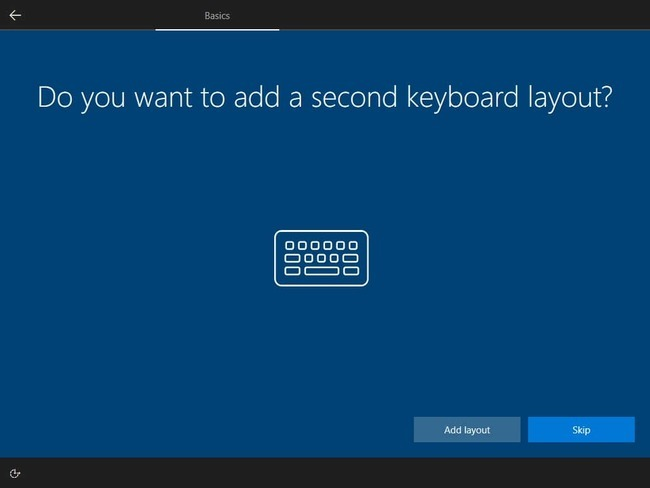 Basics
Do you want to add a second keyboard layout?
Add layout
Skip